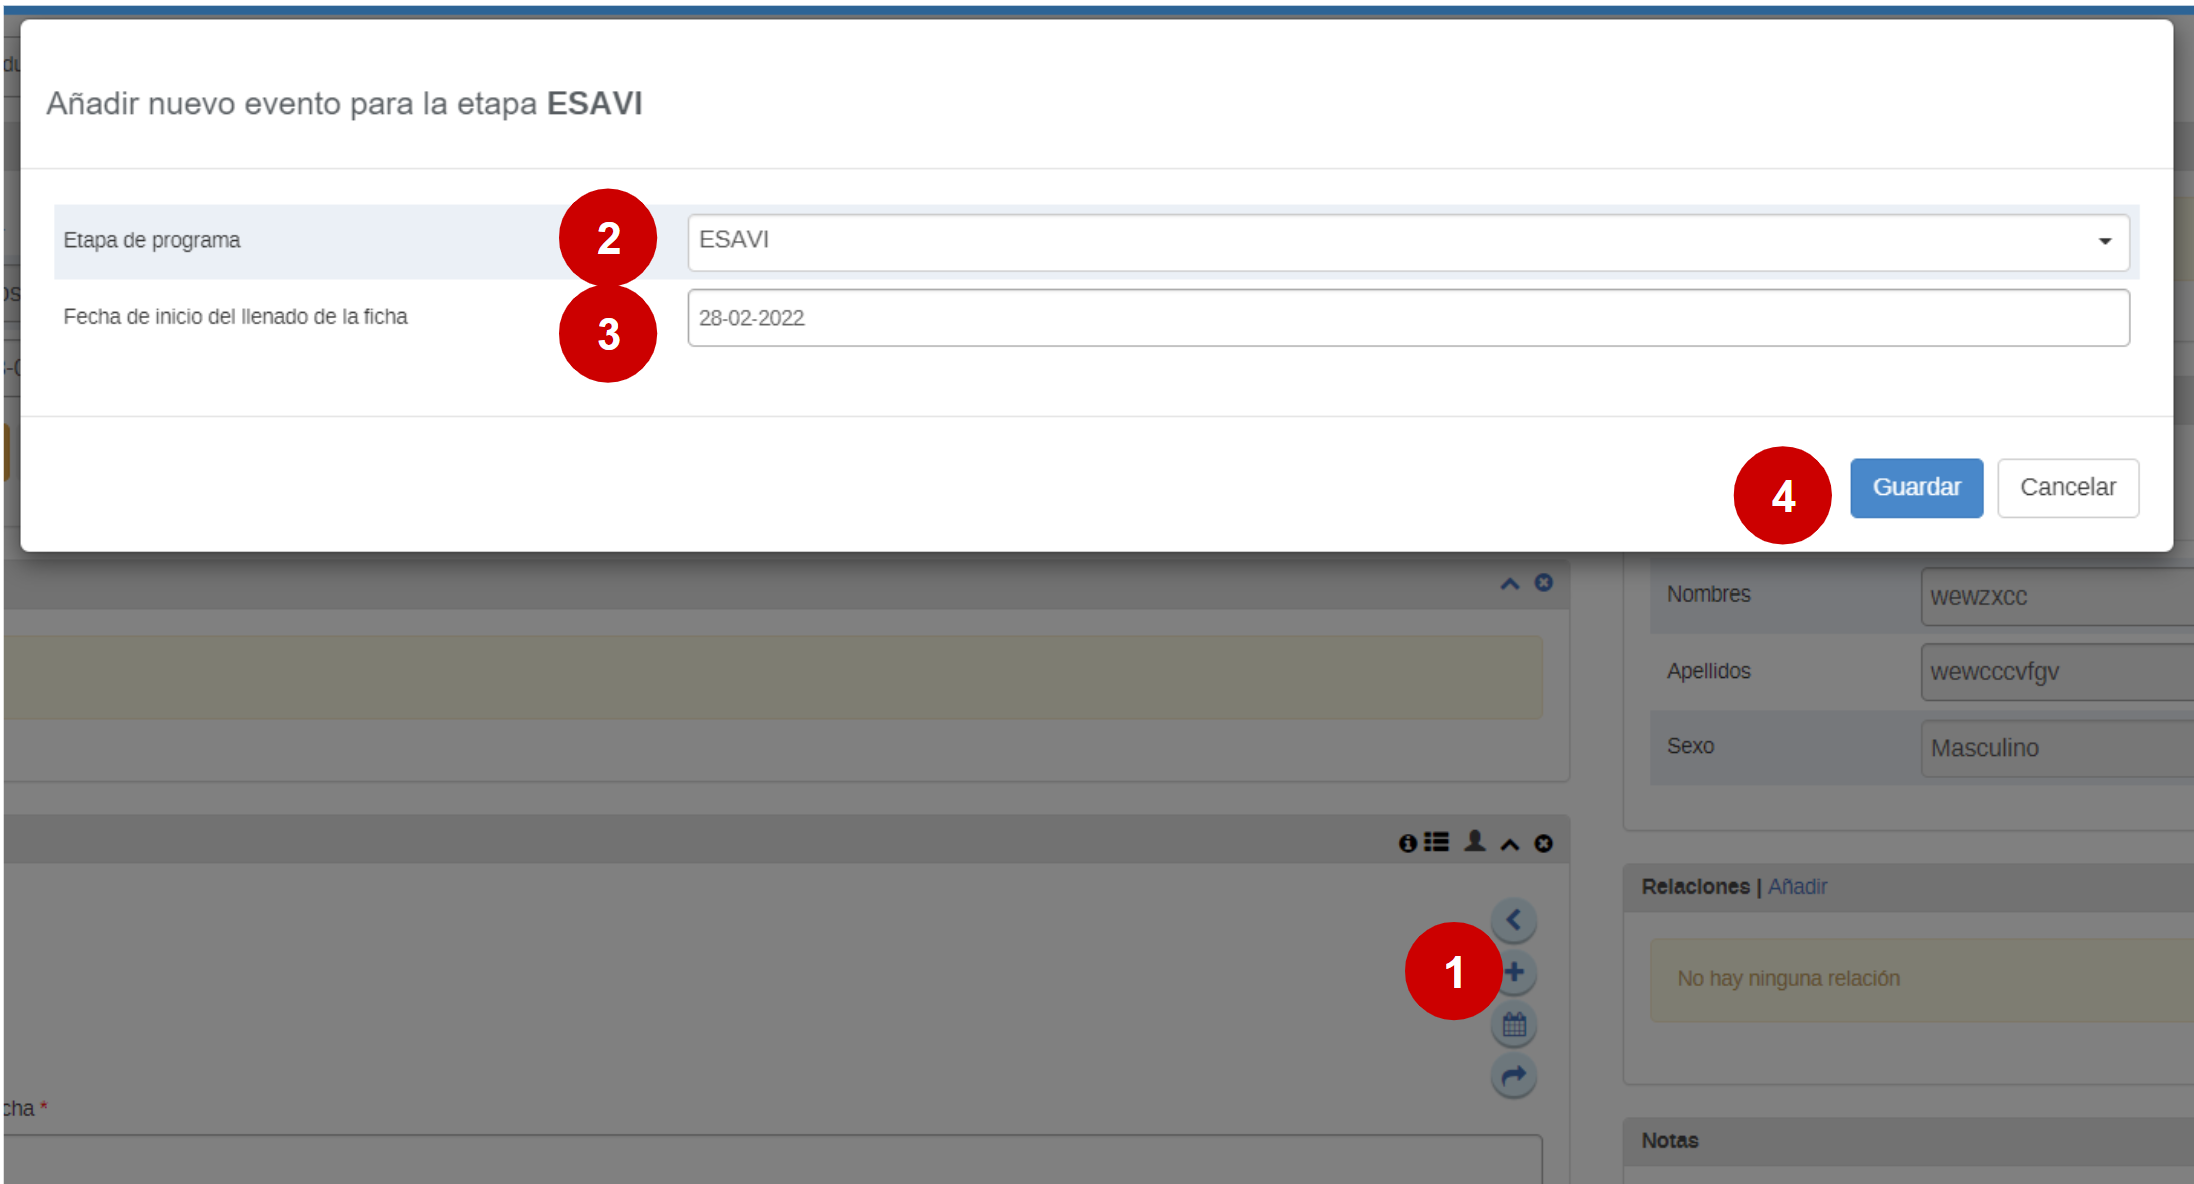 Añadir nuevo evento para la etapa ESAVI
Etapa de programa
2
ESAVI
Fecha de inicio del llenado de la ficha
3
28-02-2022
4
Guardar
Cancelar
Nombres
wewzxcc
Apellidos
wewcccvfgv
Sexo
Masculino
Relaciones | Añadir
1
No hay ninguna relación
cha *
Notas